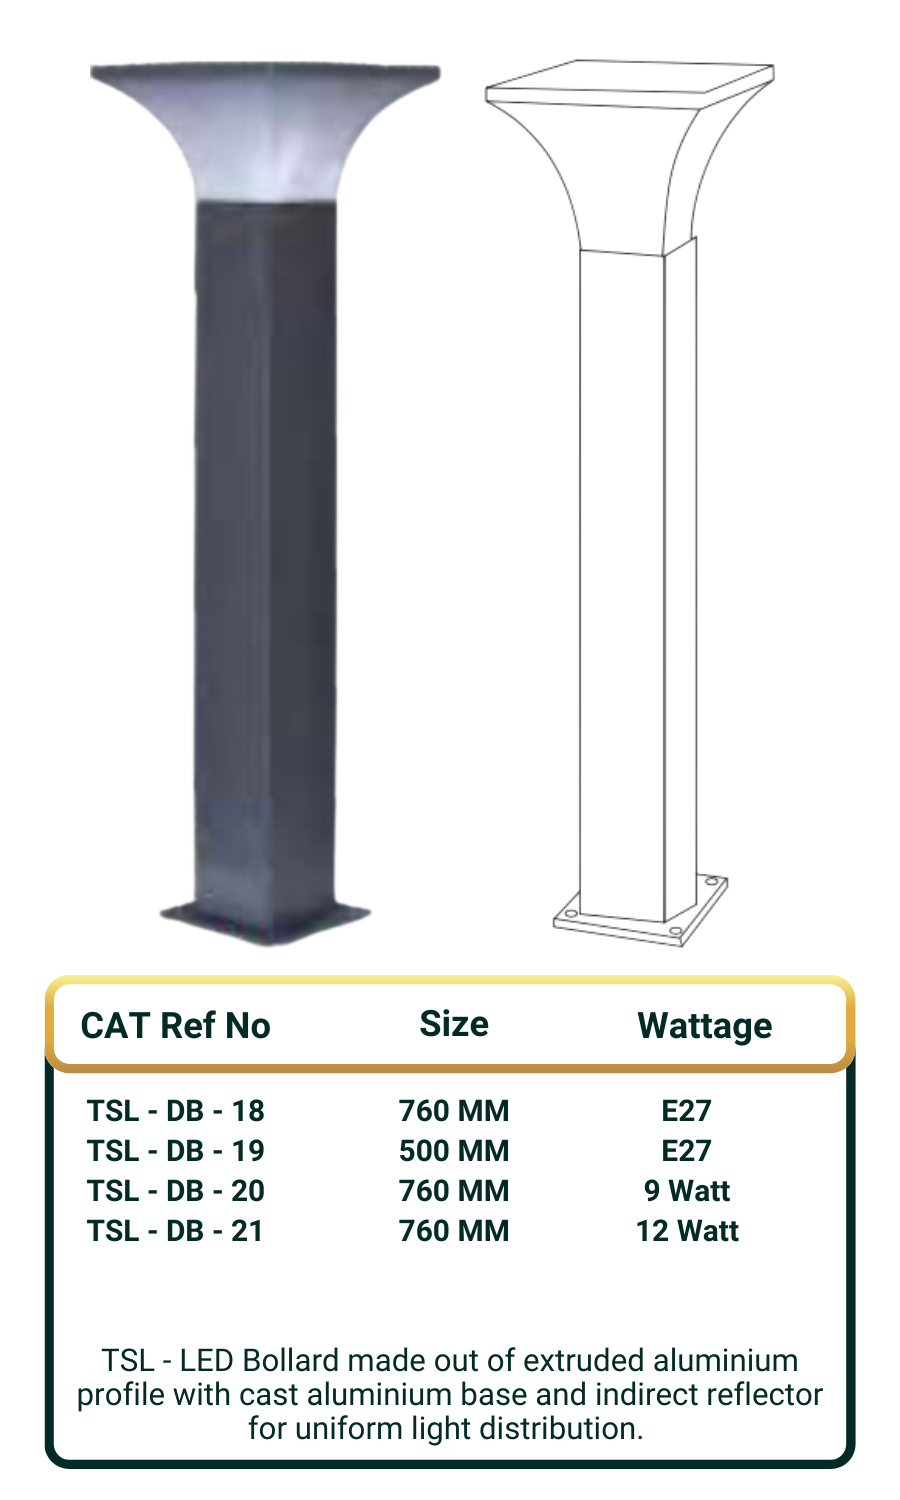 CAT Ref No Size Wattage
TSL - DB - 18 760 MM E27
TSL - DB - 19 500 MM E27
TSL - DB - 20 760 MM 9 Watt
TSL - DB - 21 760 MM 12 Watt
TSL - LED Bollard made out of extruded aluminium
profile with cast aluminium base and indirect reflector
for uniform light distribution.